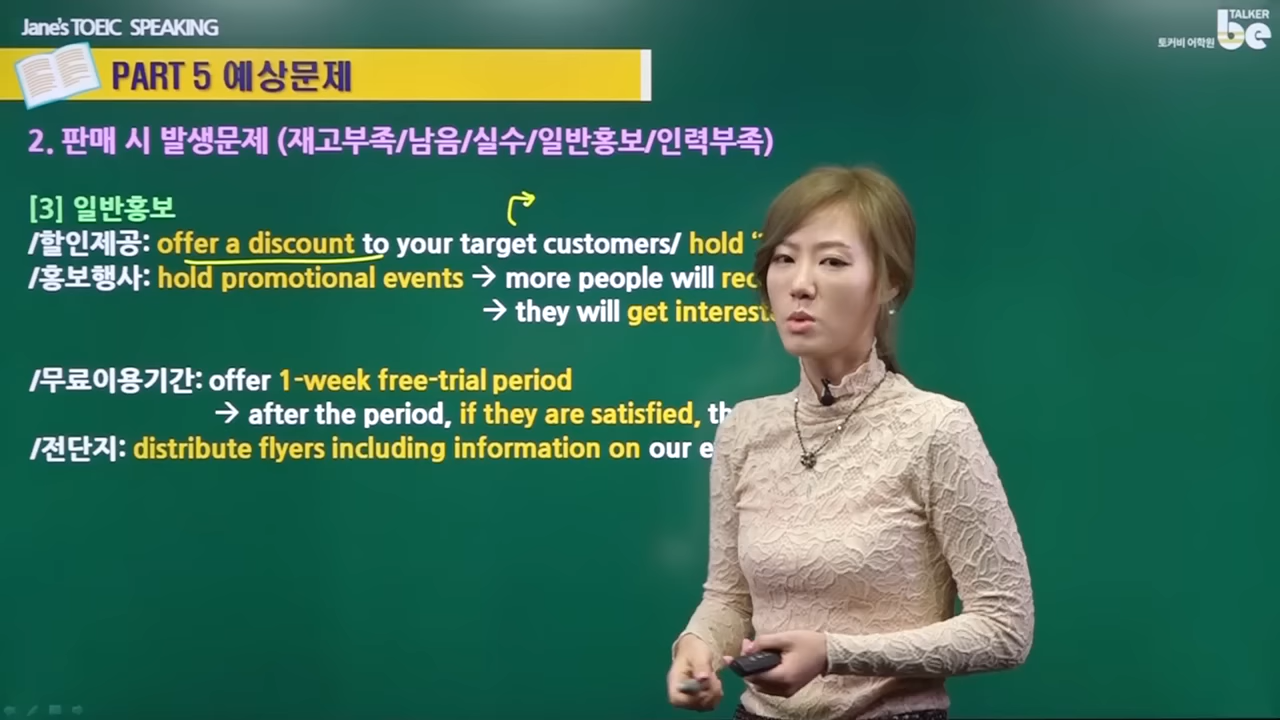 Jane's TOEIC SPEAKING
TALKER
be
토커비 어학원
PART 5 예상문제
2. 판매 시 발생문제 (재고부족/남음/실수/일반홍보/인력부족)
[3] 일반홍보
/할인제공: offer a discount to your target customers/ hold
/홍보행사: hold promotional events → more people will
→ they will get
/무료이용기간: offer 1-week free-trial period
→ after the period, if they are satisfied,
/전단지: distribute flyers including information on our